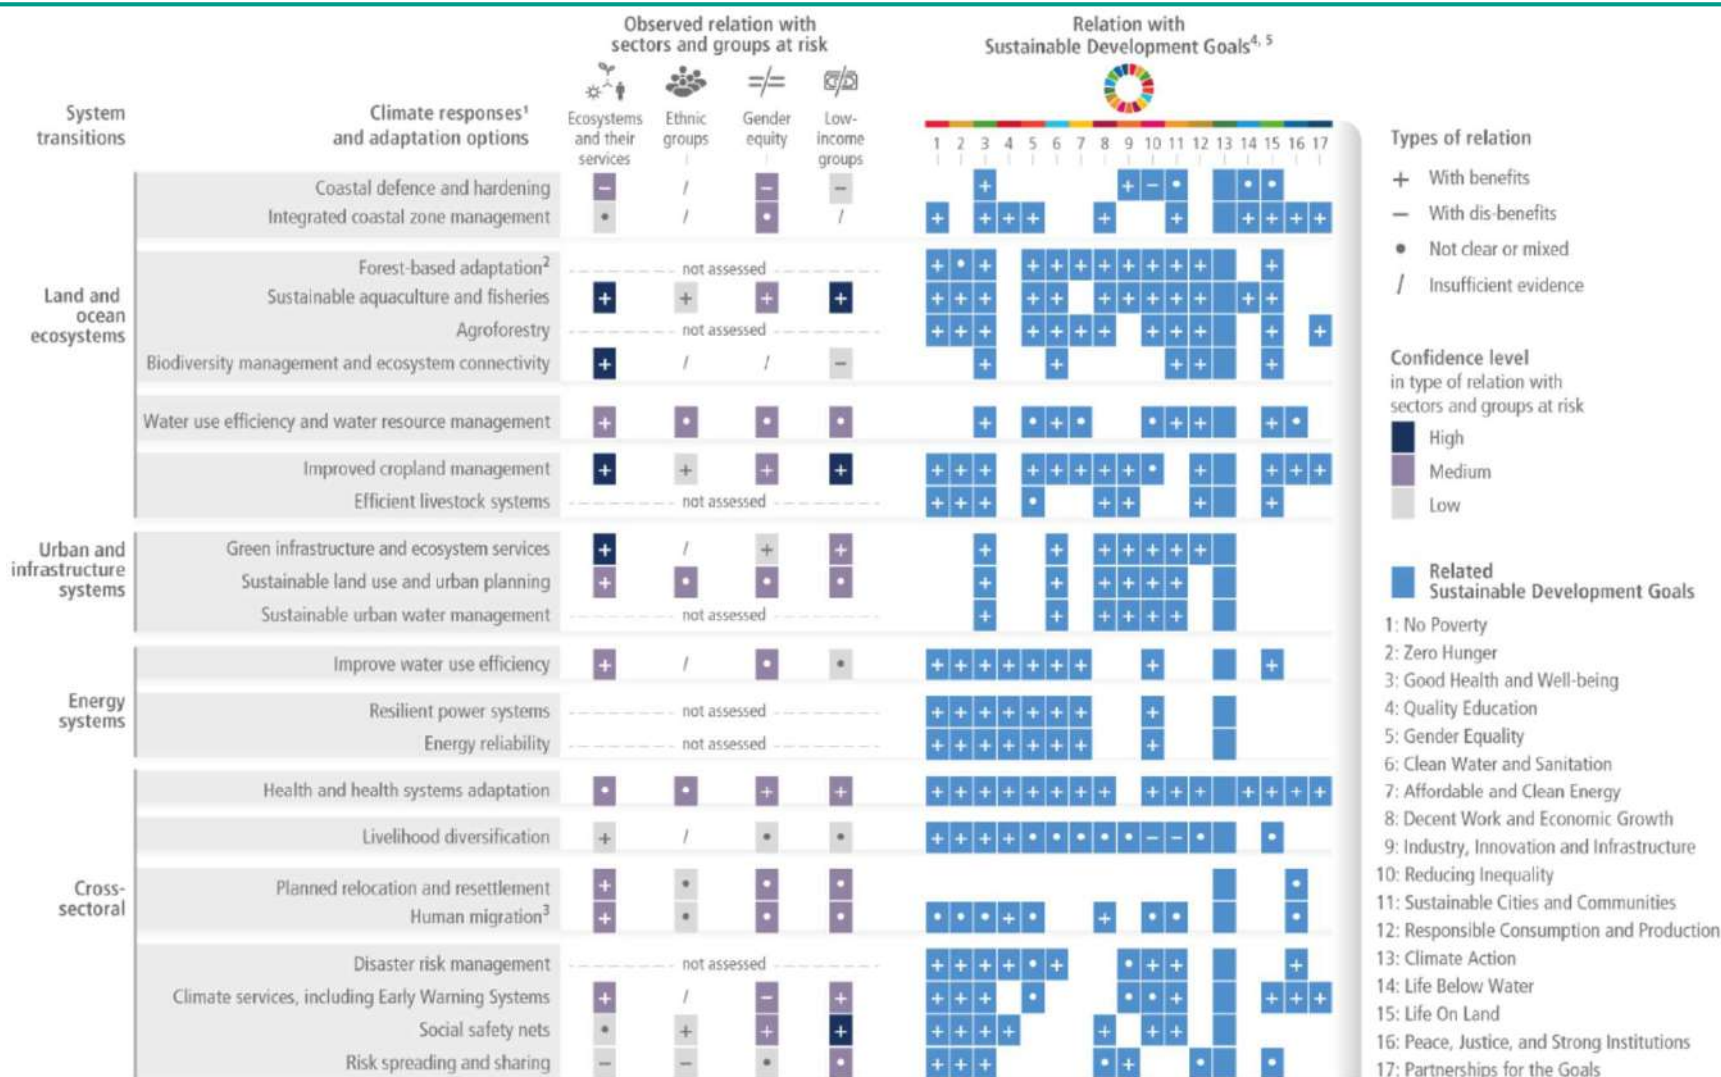 Observed relation with
sectors and groups at risk
Relation with
Sustainable Development Goals4, 5
System
transitions
Climate responses1
and adaptation options
Ecosystems
and their
services
Ethnic
groups
Gender
equity
Low-
income
groups
1 2 3 4 5 6 7 8 9 10 11 12 13 14 15 16 17
Land and
ocean
ecosystems
Coastal defence and hardening − / − − + + − • • •
Integrated coastal zone management • / • / + + + + + + + + + +
Forest-based adaptation2 not assessed + • + + + + + + + + + +
Sustainable aquaculture and fisheries + + + + + + + + + + + + + + + +
Agroforestry not assessed + + + + + + + + + + + +
Biodiversity management and ecosystem connectivity + / / − + + + + +
Water use efficiency and water resource management + • • • + • + • • + + + •
Improved cropland management + + + + + + + + + + + + • + + + +
Efficient livestock systems not assessed + + + • + + + +
Urban and
infrastructure
systems
Green infrastructure and ecosystem services + / + + + + + + + + +
Sustainable land use and urban planning + • • • + + + + + +
Sustainable urban water management not assessed + + + + + +
Energy
systems
Improve water use efficiency + / • • + + + + + + + + +
Resilient power systems not assessed + + + + + + + +
Energy reliability not assessed + + + + + + + +
Cross-
sectoral
Health and health systems adaptation • • + + + + + + + + + + + + + + + + +
Livelihood diversification + / • • + + + + • • • • • − − • •
Planned relocation and resettlement + • • • •
Human migration3 + • • • • • • + • + • • •
Disaster risk management not assessed + + + + • + • + + +
Climate services, including Early Warning Systems + / − + + + + • • • + + + +
Social safety nets • + + + + + + + + + +
Risk spreading and sharing − − • • + + + • + • •
Types of relation
+ With benefits
− With dis-benefits
• Not clear or mixed
/ Insufficient evidence
Confidence level
in type of relation with
sectors and groups at risk
High
Medium
Low
Related
Sustainable Development Goals
1: No Poverty
2: Zero Hunger
3: Good Health and Well-being
4: Quality Education
5: Gender Equality
6: Clean Water and Sanitation
7: Affordable and Clean Energy
8: Decent Work and Economic Growth
9: Industry, Innovation and Infrastructure
10: Reducing Inequality
11: Sustainable Cities and Communities
12: Responsible Consumption and Production
13: Climate Action
14: Life Below Water
15: Life On Land
16: Peace, Justice, and Strong Institutions
17: Partnerships for the Goals